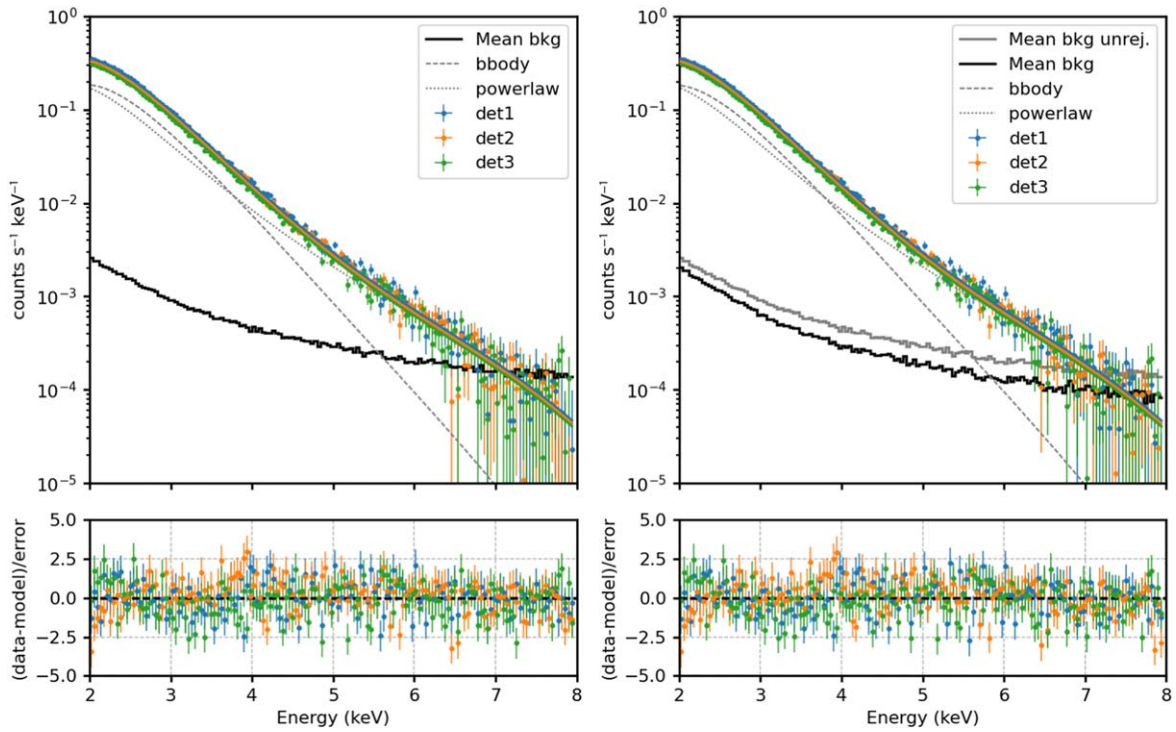 10⁰
10⁻¹
10⁻²
10⁻³
10⁻⁴
10⁻⁵
counts s⁻¹ keV⁻¹
Mean bkg
bbody
powerlaw
det1
det2
det3
5.0
2.5
0.0
−2.5
−5.0
(data-model)/error
2 3 4 5 6 7 8
Energy (keV)
10⁰
10⁻¹
10⁻²
10⁻³
10⁻⁴
10⁻⁵
counts s⁻¹ keV⁻¹
Mean bkg unrej.
Mean bkg
bbody
powerlaw
det1
det2
det3
5.0
2.5
0.0
−2.5
−5.0
(data-model)/error
2 3 4 5 6 7 8
Energy (keV)